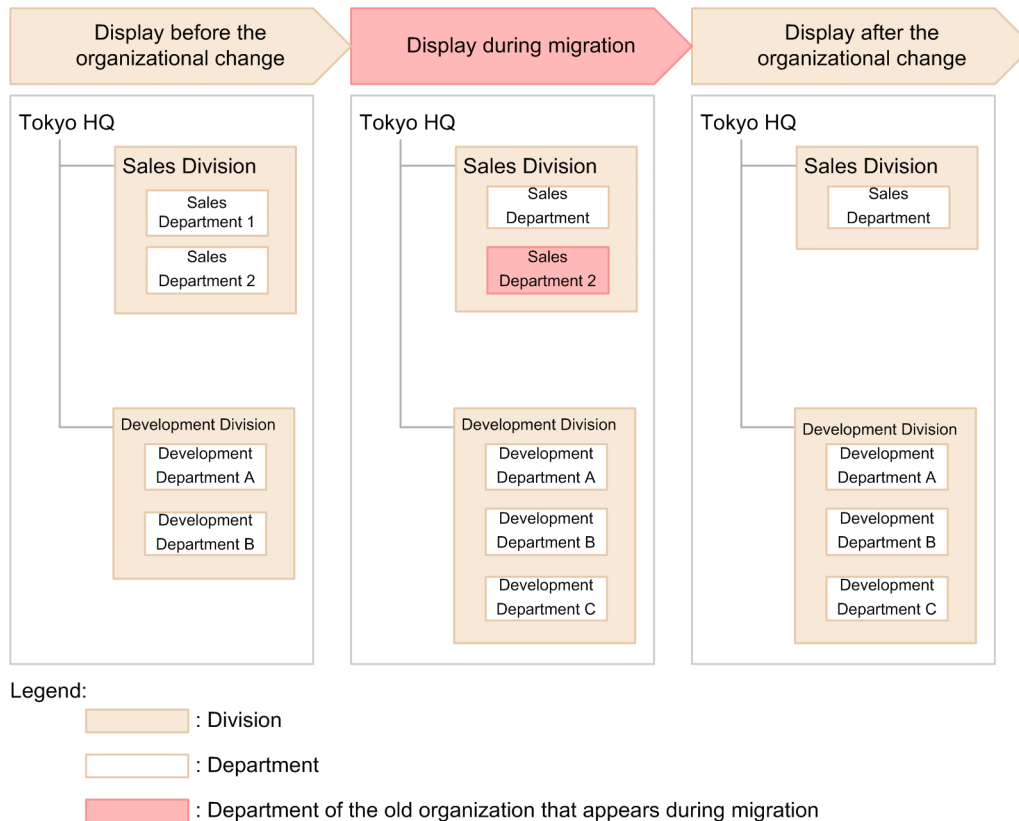 Display before the
organizational change
Display during migration
Display after the
organizational change
Tokyo HQ
Sales Division
Sales
Department 1
Sales
Department 2
Development Division
Development
Department A
Development
Department B
Tokyo HQ
Sales Division
Sales
Department
Sales
Department 2
Development Division
Development
Department A
Development
Department B
Development
Department C
Tokyo HQ
Sales Division
Sales
Department
Development Division
Development
Department A
Development
Department B
Development
Department C
Legend:
: Division
: Department
: Department of the old organization that appears during migration